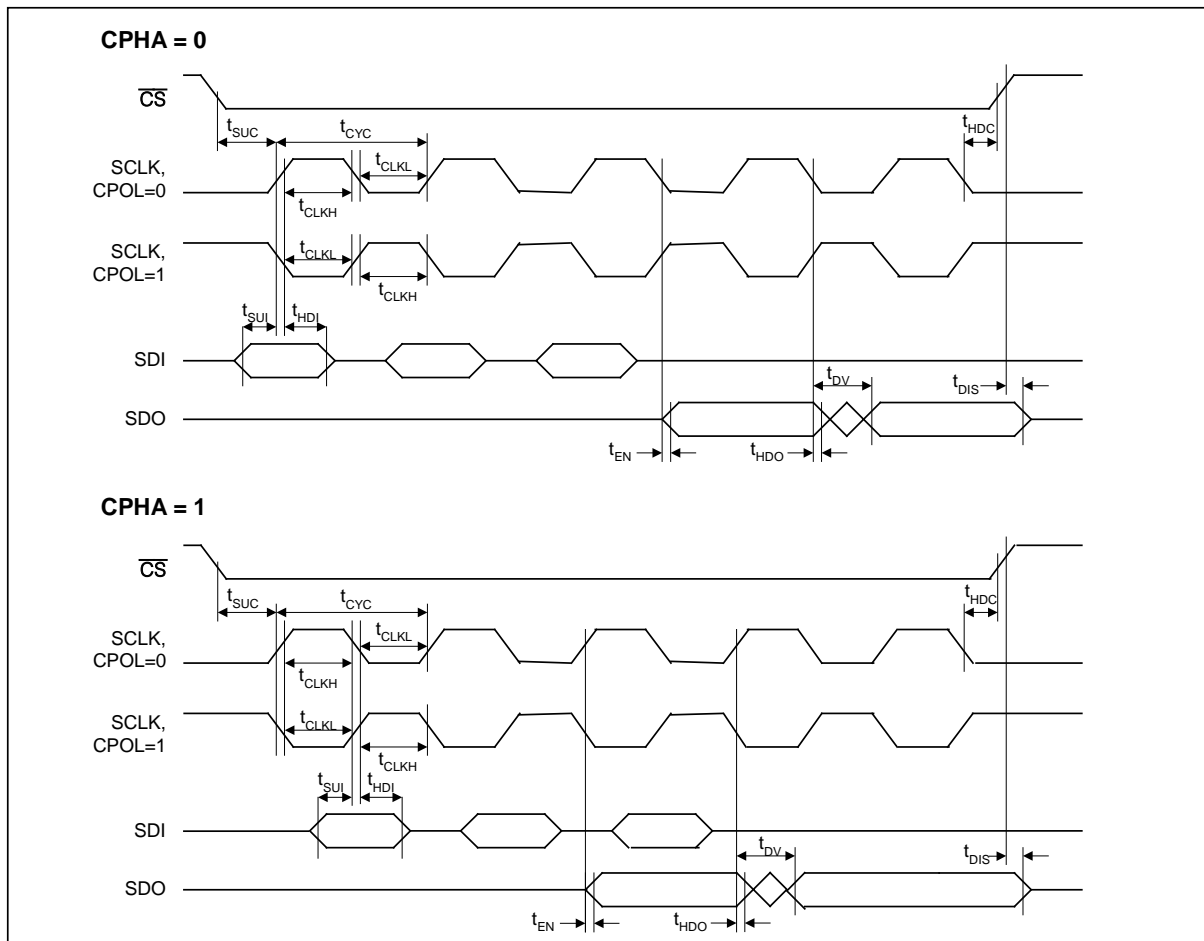 CPHA = 0
CS
tSUC
tCYC
tHDC
SCLK,
CPOL=0
tCLKL
tCLKH
SCLK,
CPOL=1
tCLKL
tCLKH
tSUI
tHDI
SDI
tDV
tDIS
SDO
tEN
tHDO
CPHA = 1
CS
tSUC
tCYC
tHDC
SCLK,
CPOL=0
tCLKL
tCLKH
SCLK,
CPOL=1
tCLKL
tCLKH
tSUI
tHDI
SDI
tDV
tDIS
SDO
tEN
tHDO